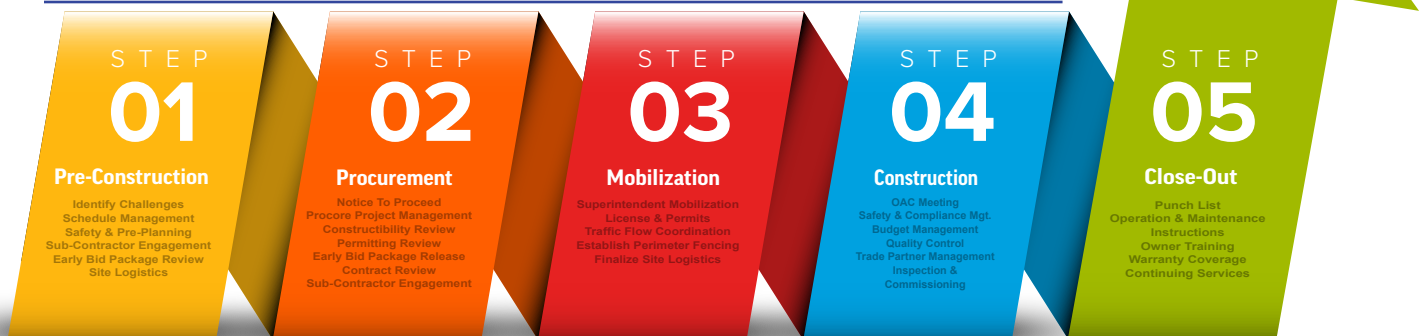 STEP
01
Pre-Construction
Identify Challenges
Schedule Management
Safety & Pre-Planning
Sub-Contractor Engagement
Early Bid Package Review
Site Logistics
STEP
02
Procurement
Notice To Proceed
Procore Project Management
Constructibility Review
Permitting Review
Early Bid Package Release
Contract Review
Sub-Contractor Engagement
STEP
03
Mobilization
Superintendent Mobilization
License & Permits
Traffic Flow Coordination
Establish Perimeter Fencing
Finalize Site Logistics
STEP
04
Construction
OAC Meeting
Safety & Compliance Mgt.
Budget Management
Quality Control
Trade Partner Management
Inspection &
Commissioning
STEP
05
Close-Out
Punch List
Operation & Maintenance
Instructions
Owner Training
Warranty Coverage
Continuing Services